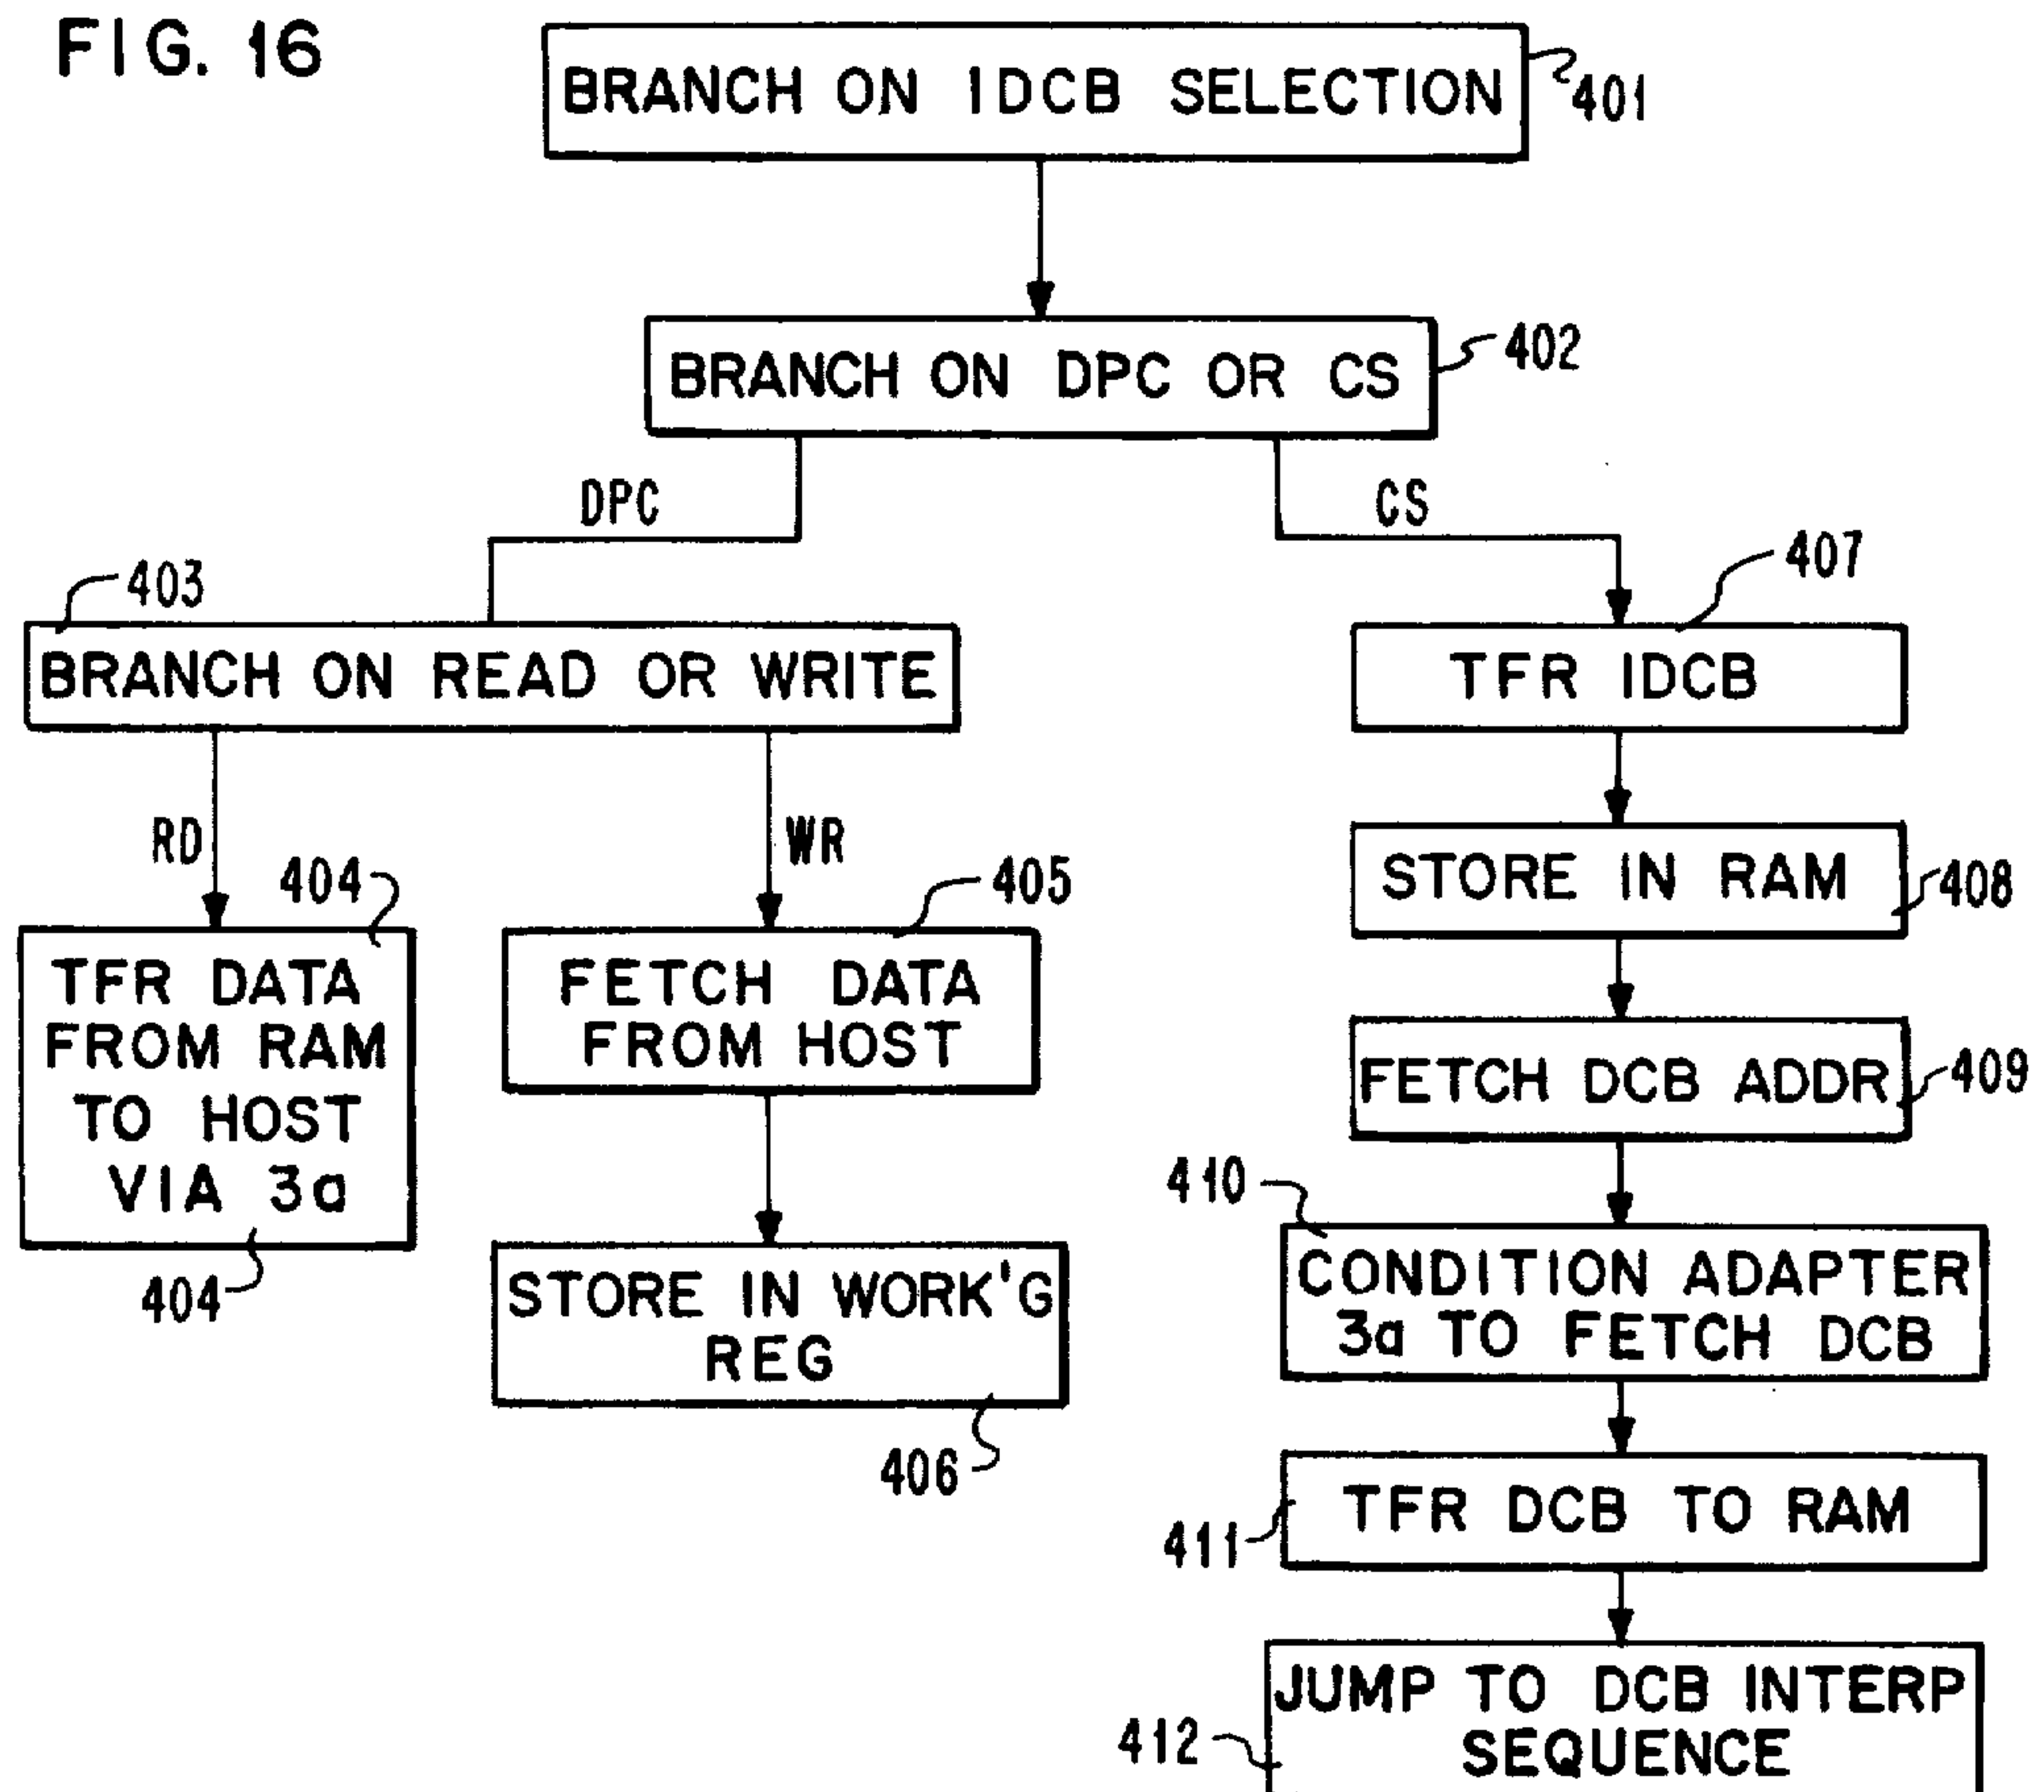 FIG. 16
BRANCH ON IDCB SELECTION
401
BRANCH ON DPC OR CS
402
DPC
CS
403
BRANCH ON READ OR WRITE
407
TFR IDCB
RD
WR
404
TFR DATA
FROM RAM
TO HOST
VIA 3a
404
405
FETCH DATA
FROM HOST
STORE IN WORK'G
REG
406
STORE IN RAM
408
FETCH DCB ADDR
409
410
CONDITION ADAPTER
3a TO FETCH DCB
TFR DCB TO RAM
411
JUMP TO DCB INTERP
SEQUENCE
412